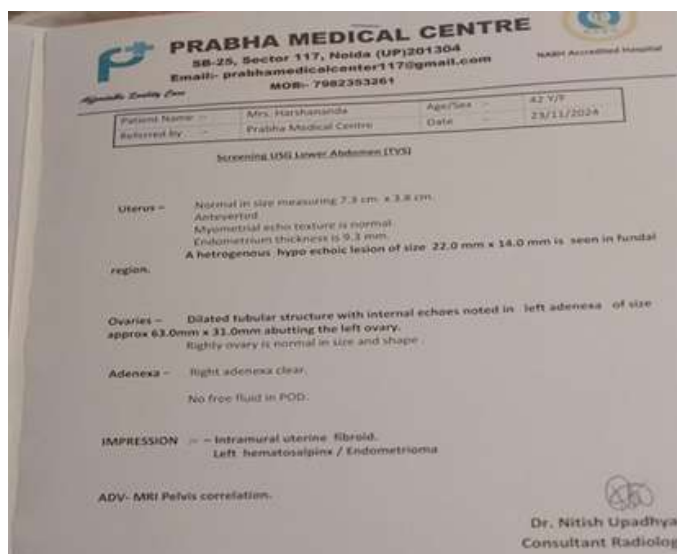 PRABHA MEDICAL CENTRE
SB-25, Sector 117, Noida (UP)201304
Email:- prabhamedicalcenter117@gmail.com
MOB:- 7982353261
NABH Accredited Hospital
Affordable Quality Care
Patient Name :- Mrs. Harshananda Age/Sex :- 42 Y/F
Referred by :- Prabha Medical Centre Date :- 23/11/2024
Screening USG Lower Abdomen (TVS)
Uterus – Normal in size measuring 7.3 cm x 3.8 cm.
Anteverted
Myometrial echo texture is normal
Endometrium thickness is 9.3 mm.
A hetrogenous hypo echoic lesion of size 22.0 mm x 14.0 mm is seen in fundal
region.
Ovaries – Dilated tubular structure with internal echoes noted in left adenexa of size
approx 63.0mm x 31.0mm abutting the left ovary.
Righly ovary is normal in size and shape .
Adenexa – Right adenexa clear.
No free fluid in POD.
IMPRESSION :- – Intramural uterine fibroid.
Left hematosalpinx / Endometrioma
ADV- MRI Pelvis correlation.
Dr. Nitish Upadhya
Consultant Radiolog